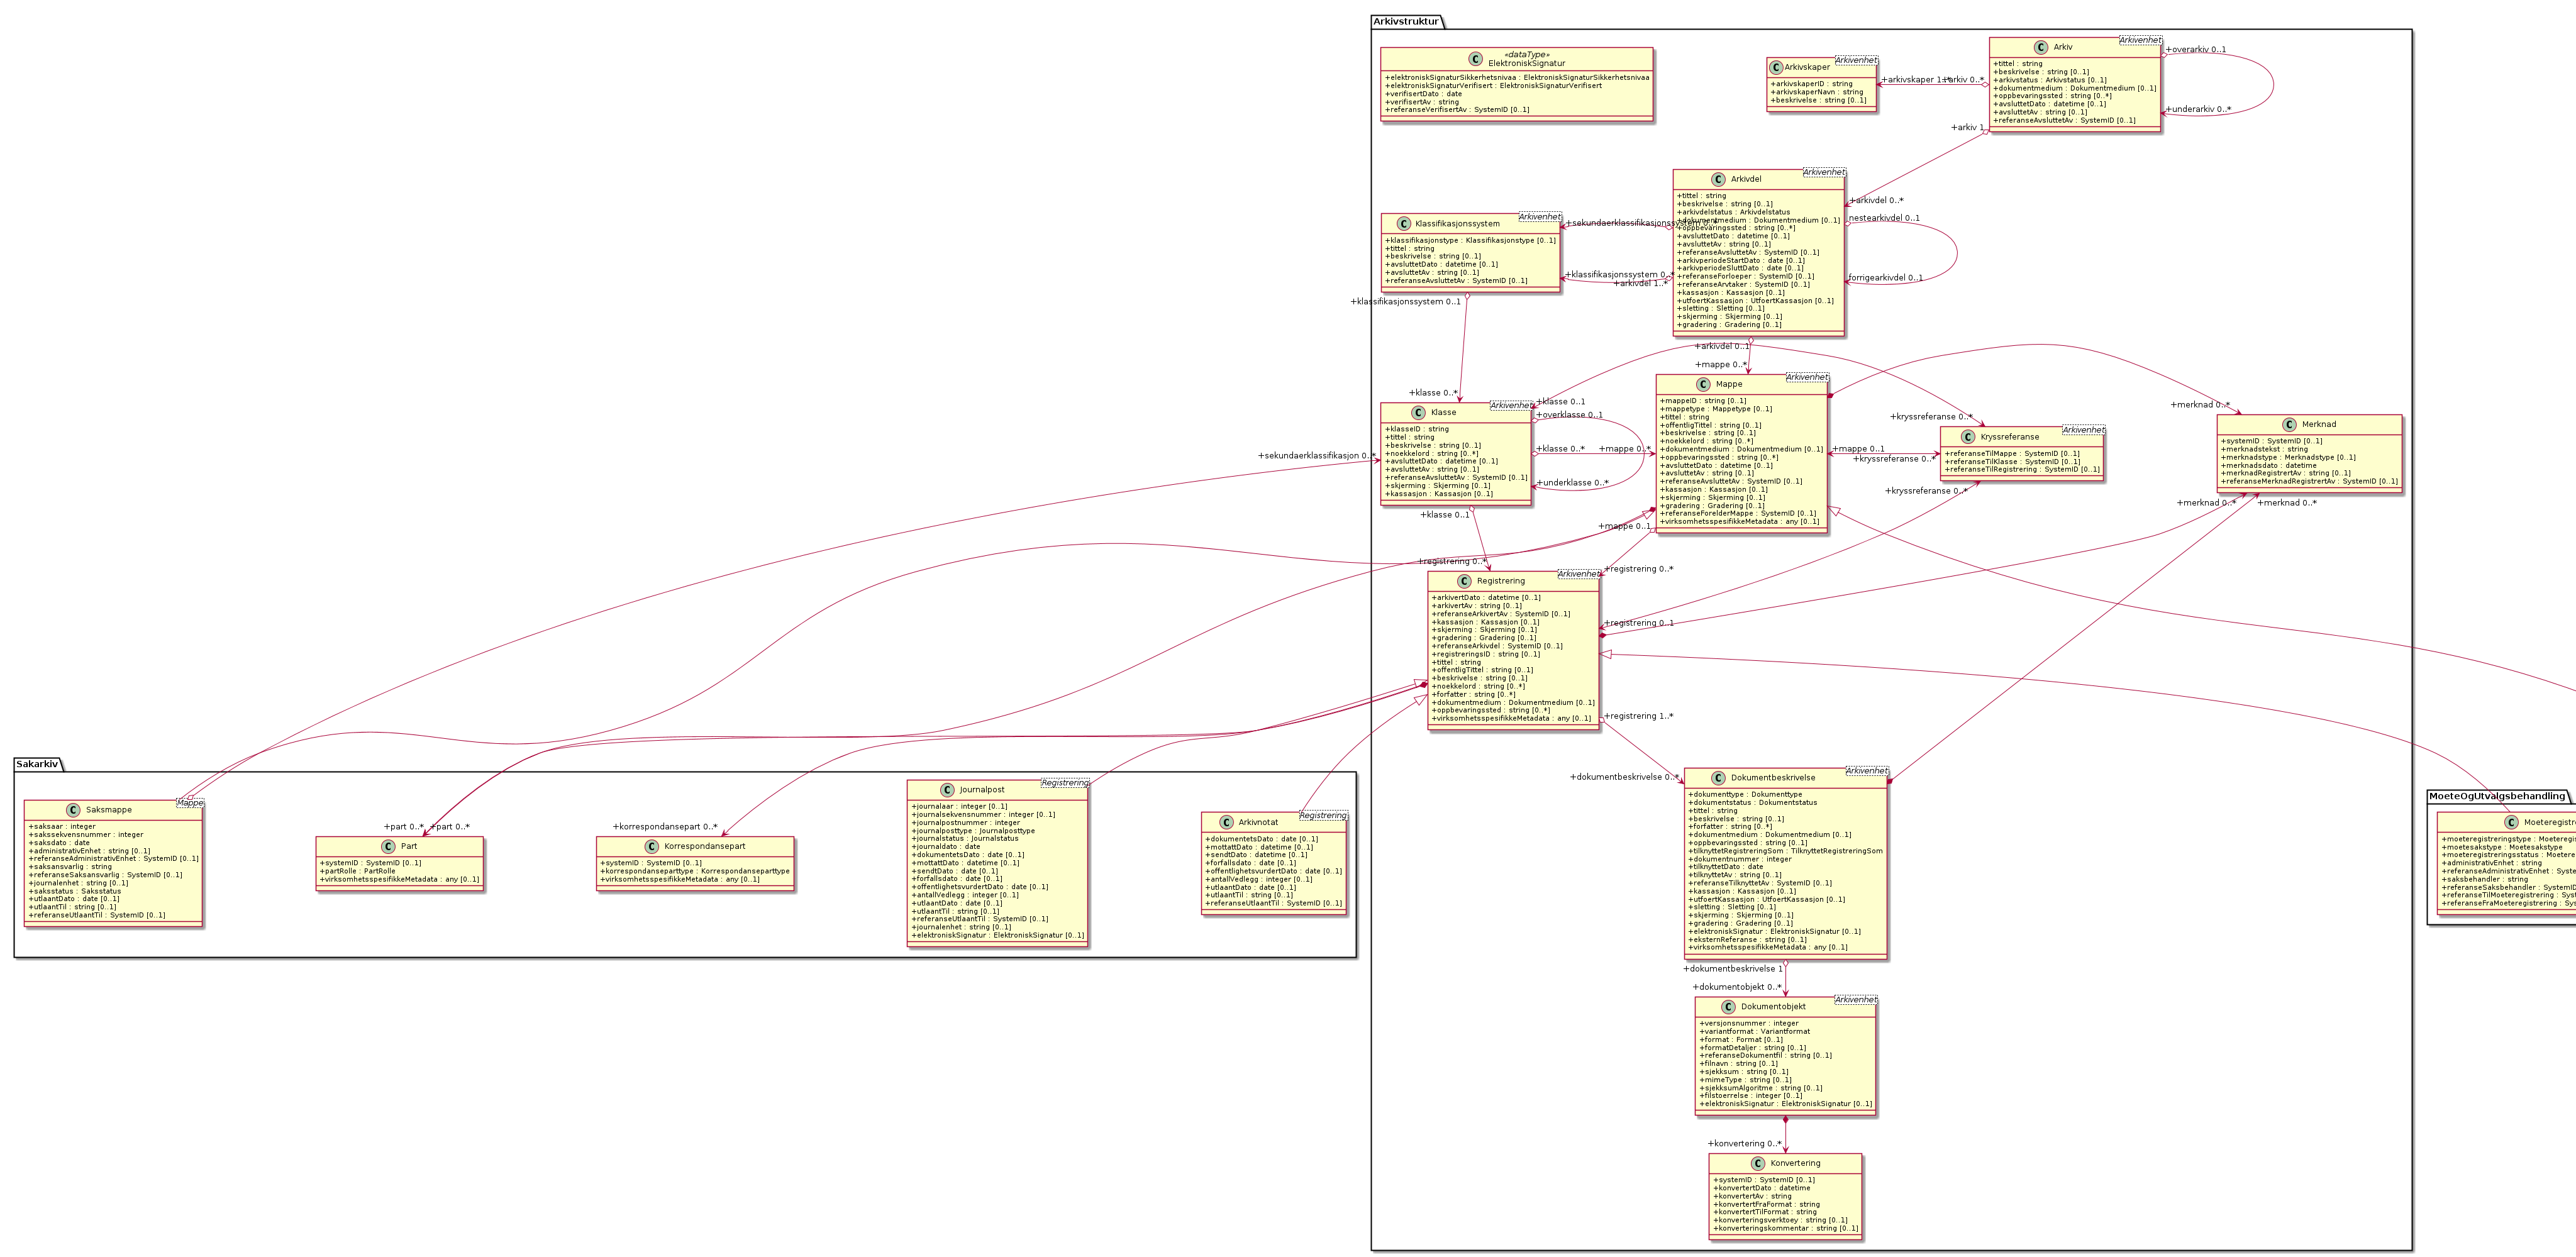 Arkivstruktur
«dataType»
ElektroniskSignatur
+elektroniskSignaturSikkerhetsnivaa : ElektroniskSignaturSikkerhetsnivaa
+elektroniskSignaturVerifisert : ElektroniskSignaturVerifisert
+verifisertDato : date
+verifisertAv : string
+referanseVerifisertAv : SystemID [0..1]
Arkivenhet
Arkivskaper
+arkivskaperID : string
+arkivskaperNavn : string
+beskrivelse : string [0..1]
+arkivskaper 1..*
+arkiv 0..*
Arkivenhet
Arkiv
+tittel : string
+beskrivelse : string [0..1]
+arkivstatus : Arkivstatus [0..1]
+dokumentmedium : Dokumentmedium [0..1]
+oppbevaringssted : string [0..*]
+avsluttetDato : datetime [0..1]
+avsluttetAv : string [0..1]
+referanseAvsluttetAv : SystemID [0..1]
+overarkiv 0..1
+underarkiv 0..*
+arkiv 1
+arkivdel 0..*
Arkivenhet
Arkivdel
+tittel : string
+beskrivelse : string [0..1]
+arkivdelstatus : Arkivdelstatus
+dokumentmedium : Dokumentmedium [0..1]
+oppbevaringssted : string [0..*]
+avsluttetDato : datetime [0..1]
+avsluttetAv : string [0..1]
+referanseAvsluttetAv : SystemID [0..1]
+arkivperiodeStartDato : date [0..1]
+arkivperiodeSluttDato : date [0..1]
+referanseForloeper : SystemID [0..1]
+referanseArvtaker : SystemID [0..1]
+kassasjon : Kassasjon [0..1]
+utfoertKassasjon : UtfoertKassasjon [0..1]
+sletting : Sletting [0..1]
+skjerming : Skjerming [0..1]
+gradering : Gradering [0..1]
nestearkivdel 0..1
forrigearkivdel 0..1
Arkivenhet
Klassifikasjonssystem
+klassifikasjonstype : Klassifikasjonstype [0..1]
+tittel : string
+beskrivelse : string [0..1]
+avsluttetDato : datetime [0..1]
+avsluttetAv : string [0..1]
+referanseAvsluttetAv : SystemID [0..1]
+sekundaerklassifikasjonssystem 0..*
+klassifikasjonssystem 0..*
+arkivdel 1..*
+klassifikasjonssystem 0..1
+klasse 0..*
+arkivdel 0..1
+mappe 0..*
Arkivenhet
Klasse
+klasseID : string
+tittel : string
+beskrivelse : string [0..1]
+noekkelord : string [0..*]
+avsluttetDato : datetime [0..1]
+avsluttetAv : string [0..1]
+referanseAvsluttetAv : SystemID [0..1]
+skjerming : Skjerming [0..1]
+kassasjon : Kassasjon [0..1]
+klasse 0..1
+overklasse 0..1
+klasse 0..*
+mappe 0..*
+underklasse 0..*
+sekundaerklassifikasjon 0..*
+klasse 0..1
+registrering 0..*
Arkivenhet
Mappe
+mappeID : string [0..1]
+mappetype : Mappetype [0..1]
+tittel : string
+offentligTittel : string [0..1]
+beskrivelse : string [0..1]
+noekkelord : string [0..*]
+dokumentmedium : Dokumentmedium [0..1]
+oppbevaringssted : string [0..*]
+avsluttetDato : datetime [0..1]
+avsluttetAv : string [0..1]
+referanseAvsluttetAv : SystemID [0..1]
+kassasjon : Kassasjon [0..1]
+skjerming : Skjerming [0..1]
+gradering : Gradering [0..1]
+referanseForelderMappe : SystemID [0..1]
+virksomhetsspesifikkeMetadata : any [0..1]
+mappe 0..1
+kryssreferanse 0..*
+kryssreferanse 0..*
+kryssreferanse 0..*
+mappe 0..1
+registrering 0..*
Arkivenhet
Kryssreferanse
+referanseTilMappe : SystemID [0..1]
+referanseTilKlasse : SystemID [0..1]
+referanseTilRegistrering : SystemID [0..1]
+merknad 0..*
Merknad
+systemID : SystemID [0..1]
+merknadstekst : string
+merknadstype : Merknadstype [0..1]
+merknadsdato : datetime
+merknadRegistrertAv : string [0..1]
+referanseMerknadRegistrertAv : SystemID [0..1]
+merknad 0..*
+merknad 0..*
Arkivenhet
Registrering
+arkivertDato : datetime [0..1]
+arkivertAv : string [0..1]
+referanseArkivertAv : SystemID [0..1]
+kassasjon : Kassasjon [0..1]
+skjerming : Skjerming [0..1]
+gradering : Gradering [0..1]
+referanseArkivdel : SystemID [0..1]
+registreringsID : string [0..1]
+tittel : string
+offentligTittel : string [0..1]
+beskrivelse : string [0..1]
+noekkelord : string [0..*]
+forfatter : string [0..*]
+dokumentmedium : Dokumentmedium [0..1]
+oppbevaringssted : string [0..*]
+virksomhetsspesifikkeMetadata : any [0..1]
+registrering 0..1
+registrering 1..*
+dokumentbeskrivelse 0..*
Sakarkiv
Mappe
Saksmappe
+saksaar : integer
+sakssekvensnummer : integer
+saksdato : date
+administrativEnhet : string [0..1]
+referanseAdministrativEnhet : SystemID [0..1]
+saksansvarlig : string
+referanseSaksansvarlig : SystemID [0..1]
+journalenhet : string [0..1]
+saksstatus : Saksstatus
+utlaantDato : date [0..1]
+utlaantTil : string [0..1]
+referanseUtlaantTil : SystemID [0..1]
+part 0..*
+part 0..*
Part
+systemID : SystemID [0..1]
+partRolle : PartRolle
+virksomhetsspesifikkeMetadata : any [0..1]
+korrespondansepart 0..*
Korrespondansepart
+systemID : SystemID [0..1]
+korrespondanseparttype : Korrespondanseparttype
+virksomhetsspesifikkeMetadata : any [0..1]
Registrering
Journalpost
+journalaar : integer [0..1]
+journalsekvensnummer : integer [0..1]
+journalpostnummer : integer
+journalposttype : Journalposttype
+journalstatus : Journalstatus
+journaldato : date
+dokumentetsDato : date [0..1]
+mottattDato : datetime [0..1]
+sendtDato : date [0..1]
+forfallsdato : date [0..1]
+offentlighetsvurdertDato : date [0..1]
+antallVedlegg : integer [0..1]
+utlaantDato : date [0..1]
+utlaantTil : string [0..1]
+referanseUtlaantTil : SystemID [0..1]
+journalenhet : string [0..1]
+elektroniskSignatur : ElektroniskSignatur [0..1]
Registrering
Arkivnotat
+dokumentetsDato : date [0..1]
+mottattDato : datetime [0..1]
+sendtDato : datetime [0..1]
+forfallsdato : date [0..1]
+offentlighetsvurdertDato : date [0..1]
+antallVedlegg : integer [0..1]
+utlaantDato : date [0..1]
+utlaantTil : string [0..1]
+referanseUtlaantTil : SystemID [0..1]
Arkivenhet
Dokumentbeskrivelse
+dokumenttype : Dokumenttype
+dokumentstatus : Dokumentstatus
+tittel : string
+beskrivelse : string [0..1]
+forfatter : string [0..*]
+dokumentmedium : Dokumentmedium [0..1]
+oppbevaringssted : string [0..1]
+tilknyttetRegistreringSom : TilknyttetRegistreringSom
+dokumentnummer : integer
+tilknyttetDato : date
+tilknyttetAv : string [0..1]
+referanseTilknyttetAv : SystemID [0..1]
+kassasjon : Kassasjon [0..1]
+utfoertKassasjon : UtfoertKassasjon [0..1]
+sletting : Sletting [0..1]
+skjerming : Skjerming [0..1]
+gradering : Gradering [0..1]
+elektroniskSignatur : ElektroniskSignatur [0..1]
+eksternReferanse : string [0..1]
+virksomhetsspesifikkeMetadata : any [0..1]
+dokumentbeskrivelse 1
+dokumentobjekt 0..*
Arkivenhet
Dokumentobjekt
+versjonsnummer : integer
+variantformat : Variantformat
+format : Format [0..1]
+formatDetaljer : string [0..1]
+referanseDokumentfil : string [0..1]
+filnavn : string [0..1]
+sjekksum : string [0..1]
+mimeType : string [0..1]
+sjekksumAlgoritme : string [0..1]
+filstoerrelse : integer [0..1]
+elektroniskSignatur : ElektroniskSignatur [0..1]
+konvertering 0..*
Konvertering
+systemID : SystemID [0..1]
+konvertertDato : datetime
+konvertertAv : string
+konvertertFraFormat : string
+konvertertTilFormat : string
+konverteringsverktoey : string [0..1]
+konverteringskommentar : string [0..1]
MoeteOgUtvalgsbehandling
Moeteregistre
+moeteregistreringstype : Moeteregis
+moetesakstype : Moetesakstype
+moeteregistreringsstatus : Moetere
+administrativEnhet : string
+referanseAdministrativEnhet : Syste
+saksbehandler : string
+referanseSaksbehandler : SystemID
+referanseTilMoeteregistrering : Syst
+referanseFraMoeteregistrering : Sys